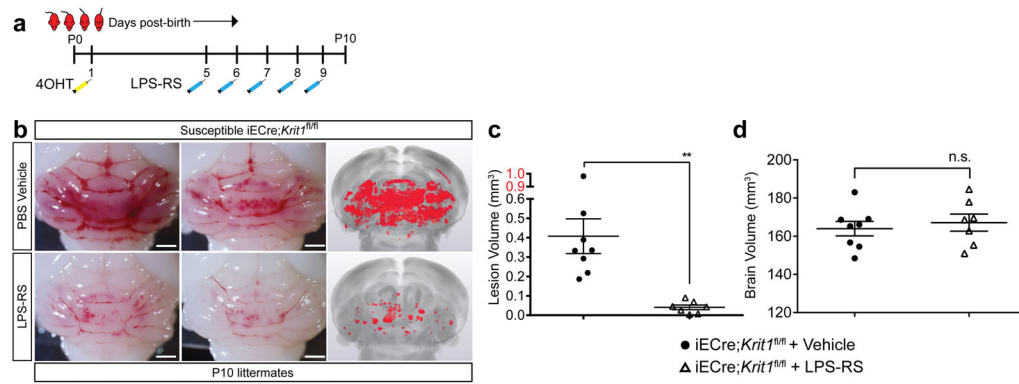 a
Days post-birth
P0
P10
1
5
6
7
8
9
4OHT
LPS-RS
b
Susceptible iECre;Krit1fl/fl
PBS Vehicle
LPS-RS
P10 littermates
c
**
Lesion Volume (mm³)
1.0
0.9
0.6
0.5
0.4
0.3
0.2
0.1
0.0
d
n.s.
Brain Volume (mm³)
200
180
160
140
120
iECre;Krit1fl/fl + Vehicle
iECre;Krit1fl/fl + LPS-RS